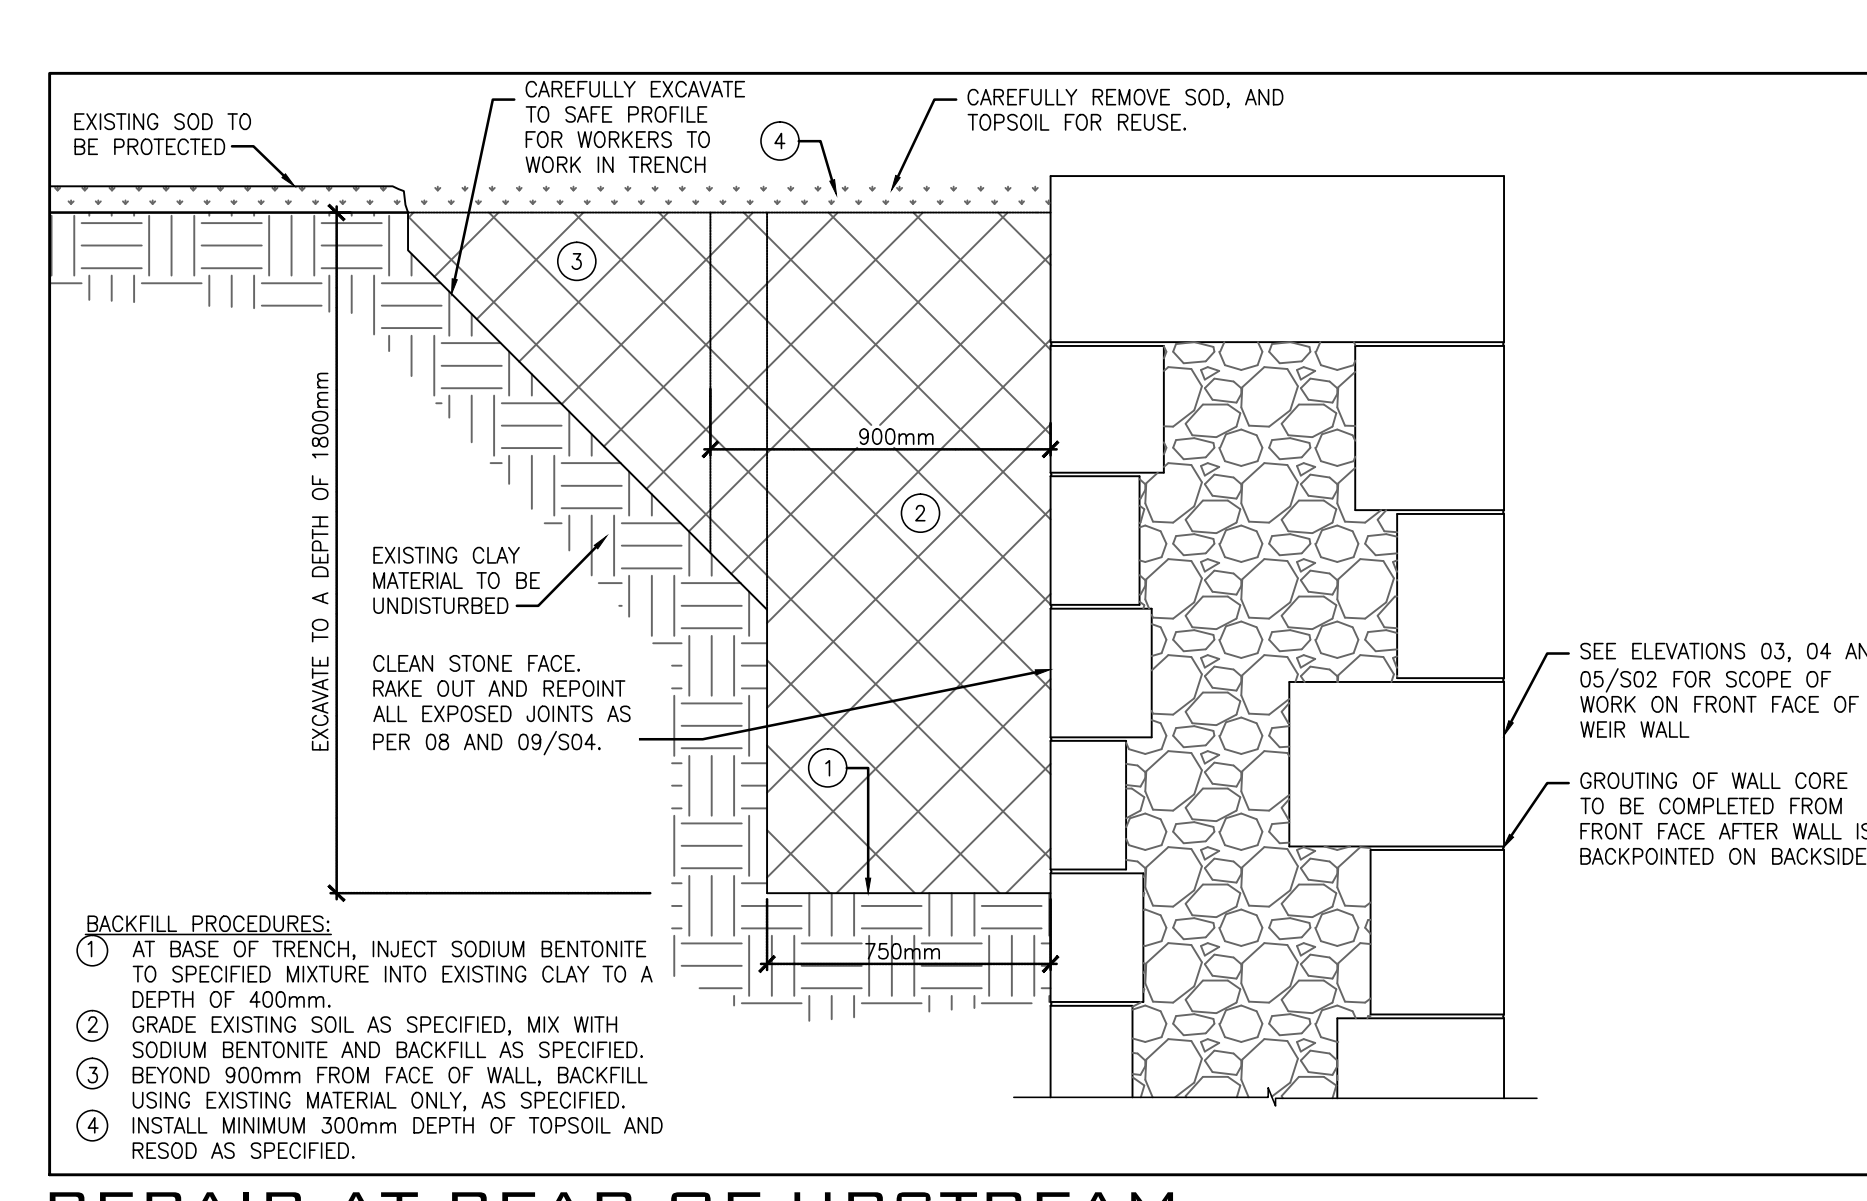 EXISTING SOD TO
BE PROTECTED
CAREFULLY EXCAVATE
TO SAFE PROFILE
FOR WORKERS TO
WORK IN TRENCH
4
CAREFULLY REMOVE SOD, AND
TOPSOIL FOR REUSE.
3
EXCAVATE TO A DEPTH OF 1800mm
900mm
2
EXISTING CLAY
MATERIAL TO BE
UNDISTURBED
CLEAN STONE FACE.
RAKE OUT AND REPOINT
ALL EXPOSED JOINTS AS
PER 08 AND 09/S04.
1
SEE ELEVATIONS 03, 04
05/S02 FOR SCOPE OF
WORK ON FRONT FACE OF
WEIR WALL
GROUTING OF WALL CORE
TO BE COMPLETED FROM
FRONT FACE AFTER WALL IS
BACKPOINTED ON BACKSIDE
750mm
BACKFILL PROCEDURES:
1 AT BASE OF TRENCH, INJECT SODIUM BENTONITE
TO SPECIFIED MIXTURE INTO EXISTING CLAY TO A
DEPTH OF 400mm.
2 GRADE EXISTING SOIL AS SPECIFIED, MIX WITH
SODIUM BENTONITE AND BACKFILL AS SPECIFIED.
3 BEYOND 900mm FROM FACE OF WALL, BACKFILL
USING EXISTING MATERIAL ONLY, AS SPECIFIED.
4 INSTALL MINIMUM 300mm DEPTH OF TOPSOIL AND
RESOD AS SPECIFIED.
REPAIR AT REAR OF UPSTREAM